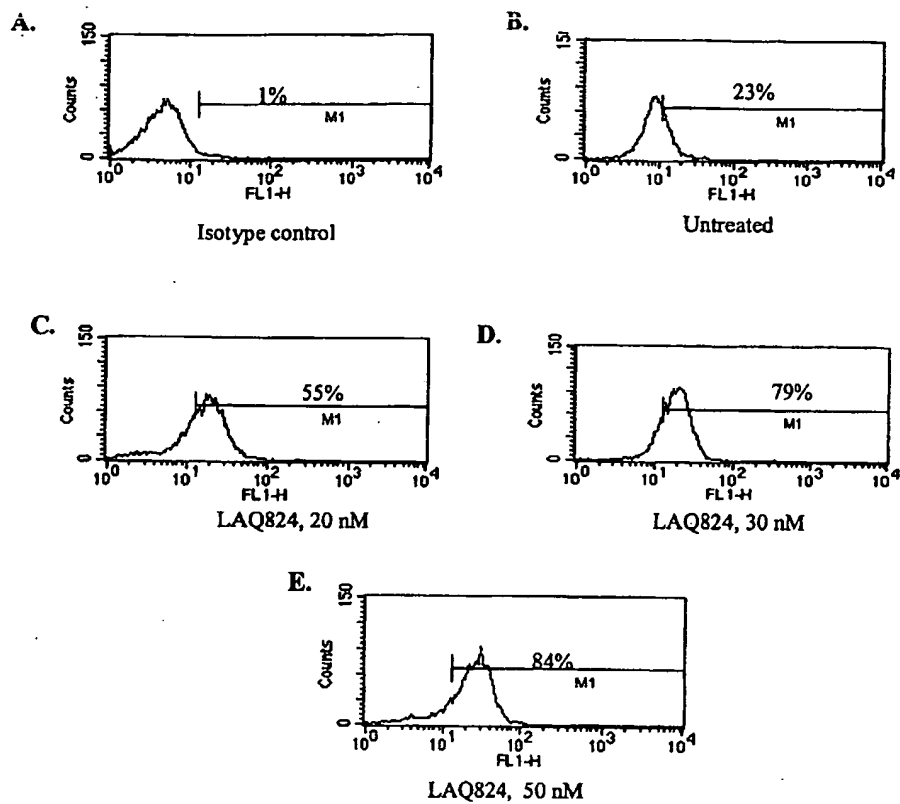 A.
150
Counts
0
1%
M1
10^0 10^1 10^2 10^3 10^4
FL1-H
Isotype control
B.
15
Counts
0
23%
M1
10^0 10^1 10^2 10^3 10^4
FL1-H
Untreated
C.
150
Counts
0
55%
M1
10^0 10^1 10^2 10^3 10^4
FL1-H
LAQ824, 20 nM
D.
150
Counts
0
79%
M1
10^0 10^1 10^2 10^3 10^4
FL1-H
LAQ824, 30 nM
E.
150
Counts
0
84%
M1
10^0 10^1 10^2 10^3 10^4
FL1-H
LAQ824, 50 nM